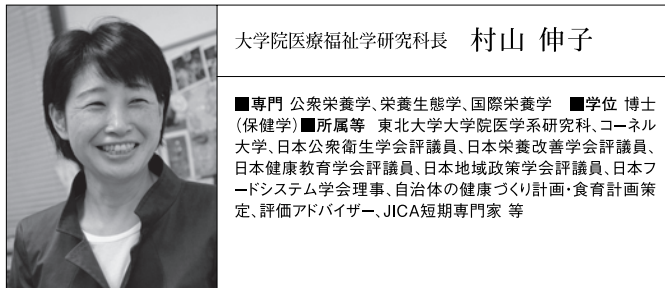 大学院医療福祉学研究科長 村山 伸子
■専門 公衆栄養学、栄養生態学、国際栄養学 ■学位 博士
（保健学）■所属等 東北大学大学院医学系研究科、コーネル
大学、日本公衆衛生学会評議員、日本栄養改善学会評議員、
日本健康教育学会評議員、日本地域政策学会評議員、日本フ
ードシステム学会理事、自治体の健康づくり計画・食育計画策
定、評価アドバイザー、JICA短期専門家 等